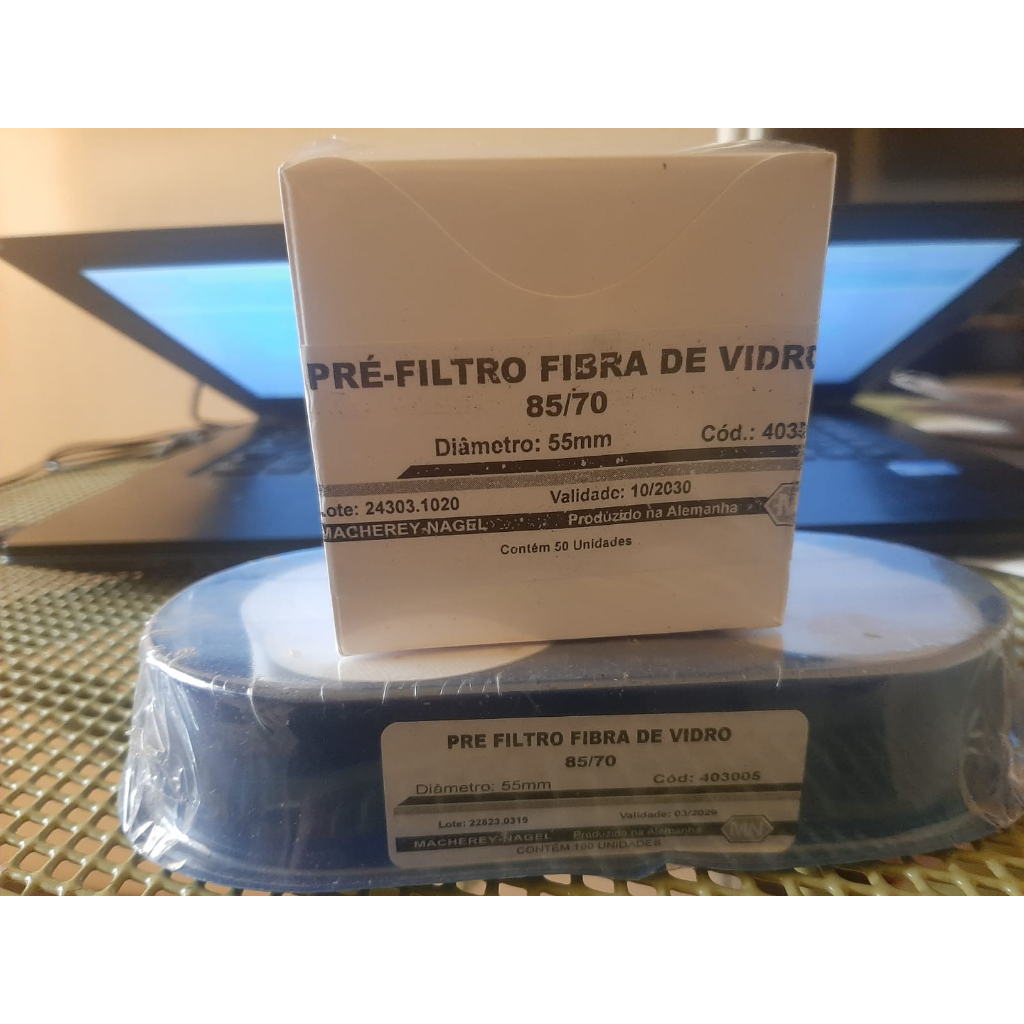 PRÉ-FILTRO FIBRA DE VIDRO
85/70
Diâmetro: 55mm Cód.: 403
Lote: 24303.1020 Validade: 10/2030
MACHEREY-NAGEL Produzido na Alemanha
Contém 50 Unidades
PRE FILTRO FIBRA DE VIDRO
85/70
Diâmetro: 55mm Cód: 403005
Lote: 22823.0319 Validade: 03/2029
MACHEREY-NAGEL Produzido na Alemanha MN
CONTÉM 100 UNIDADES